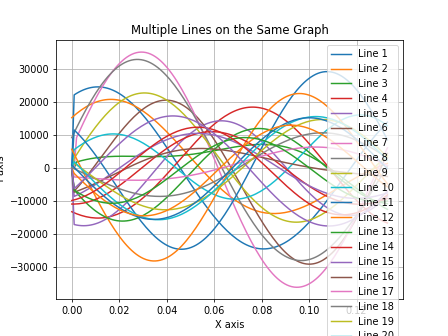 Multiple Lines on the Same Graph
30000
20000
10000
0
−10000
−20000
−30000
0.00
0.02
0.04
0.06
0.08
0.10
X axis
Line 1
Line 2
Line 3
Line 4
Line 5
Line 6
Line 7
Line 8
Line 9
Line 10
Line 11
Line 12
Line 13
Line 14
Line 15
Line 16
Line 17
Line 18
Line 19
Line 20